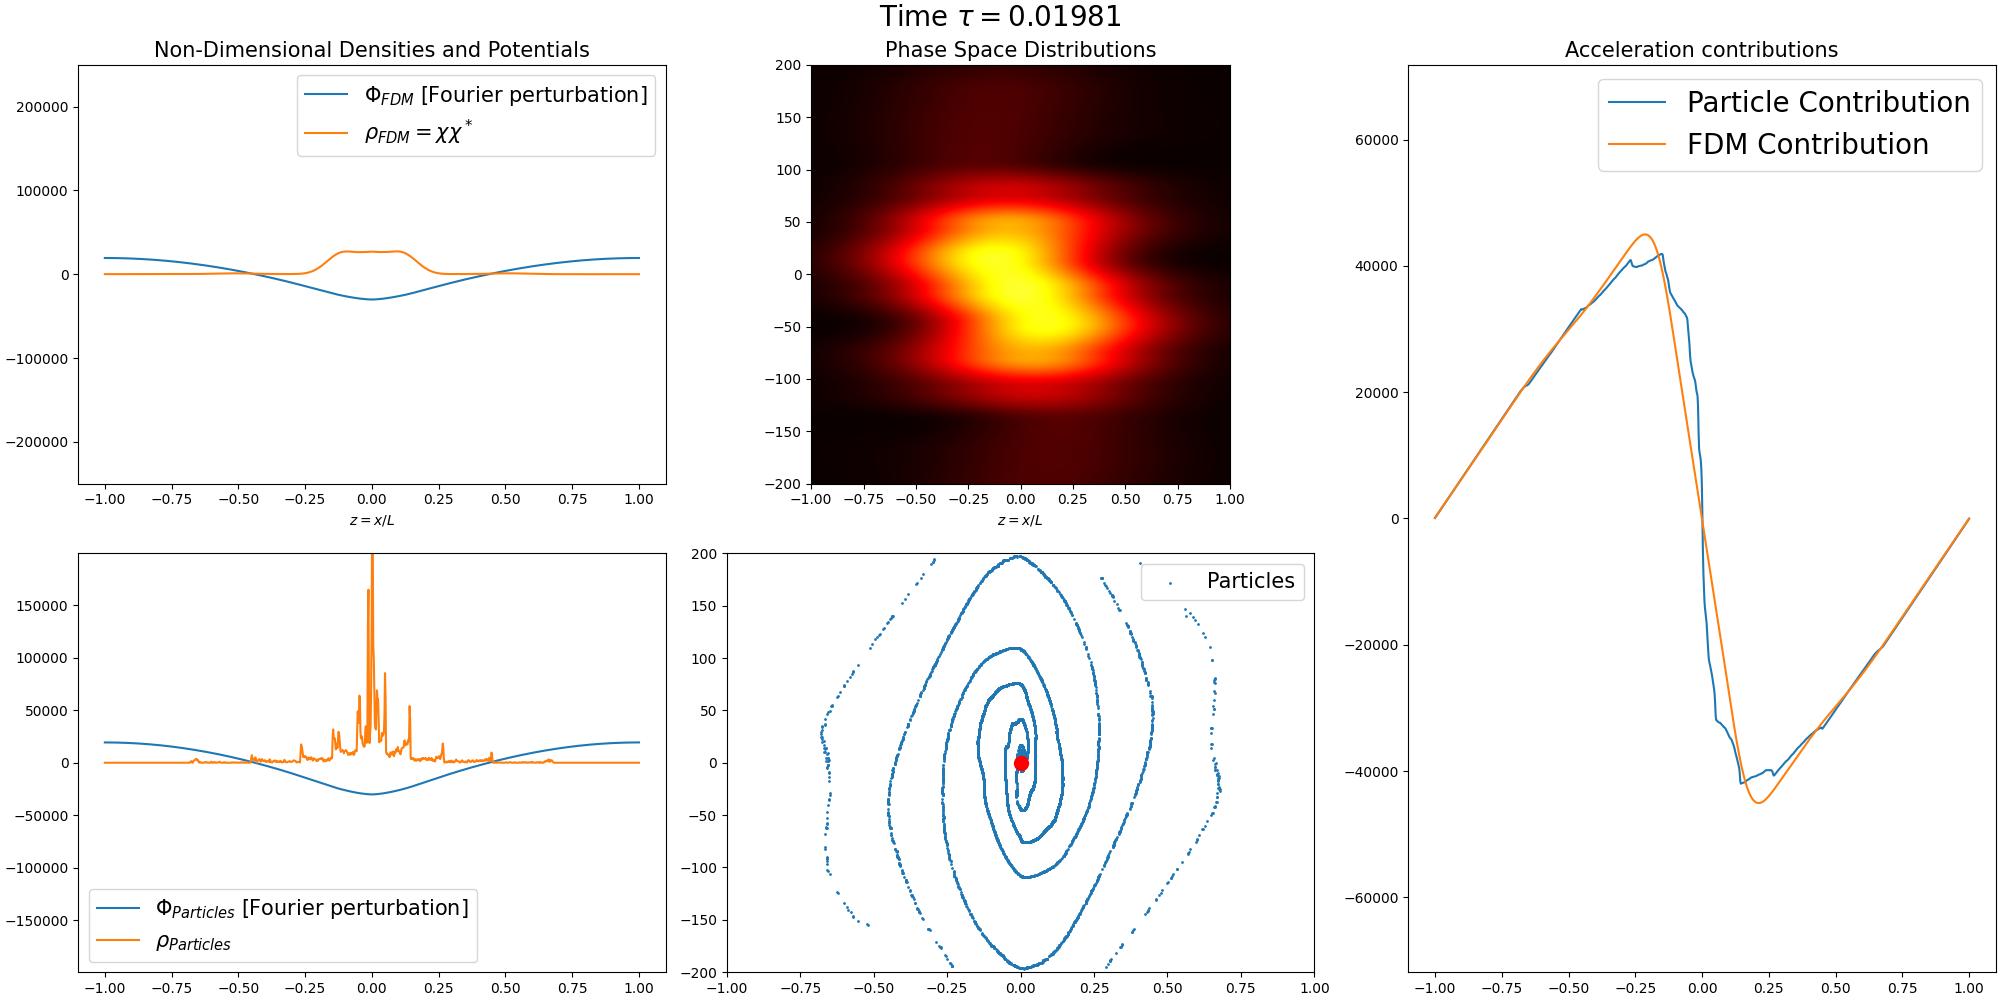 Time τ = 0.01981
Non-Dimensional Densities and Potentials
Φ_FDM [Fourier perturbation]
ρ_FDM = χχ*
200000
100000
0
−100000
−200000
−1.00 −0.75 −0.50 −0.25 0.00 0.25 0.50 0.75 1.00
z = x/L
Phase Space Distributions
200
150
100
50
0
−50
−100
−150
−200
−1.00 −0.75 −0.50 −0.25 0.00 0.25 0.50 0.75 1.00
z = x/L
Acceleration contributions
Particle Contribution
FDM Contribution
60000
40000
20000
0
−20000
−40000
−60000
−1.00 −0.75 −0.50 −0.25 0.00 0.25 0.50 0.75 1.00
150000
100000
50000
0
−50000
−100000
−150000
Φ_Particles [Fourier perturbation]
ρ_Particles
−1.00 −0.75 −0.50 −0.25 0.00 0.25 0.50 0.75 1.00
Particles
200
150
100
50
0
−50
−100
−150
−200
−1.00 −0.75 −0.50 −0.25 0.00 0.25 0.50 0.75 1.00